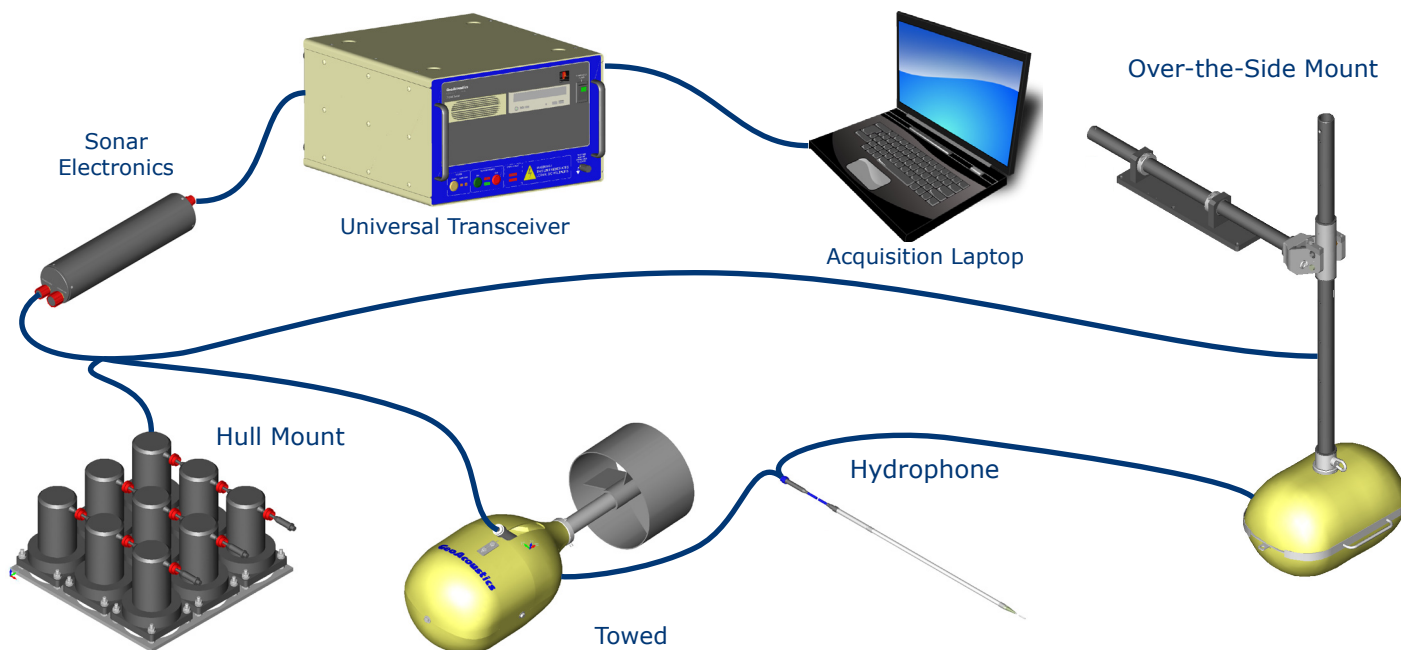 Over-the-Side Mount
Sonar
Electronics
Universal Transceiver
Acquisition Laptop
Hull Mount
Hydrophone
GeoAcoustics
Towed